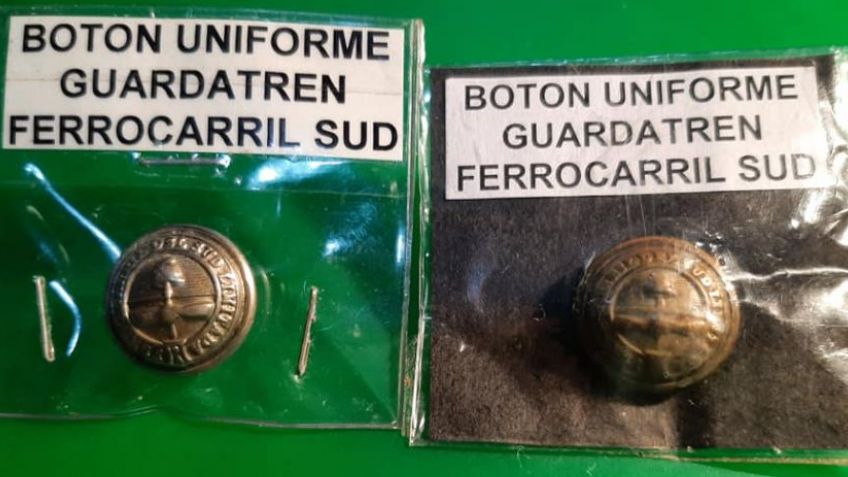 BOTON UNIFORME
GUARDATREN
FERROCARRIL SUD
BOTON UNIFORME
GUARDATREN
FERROCARRIL SUD